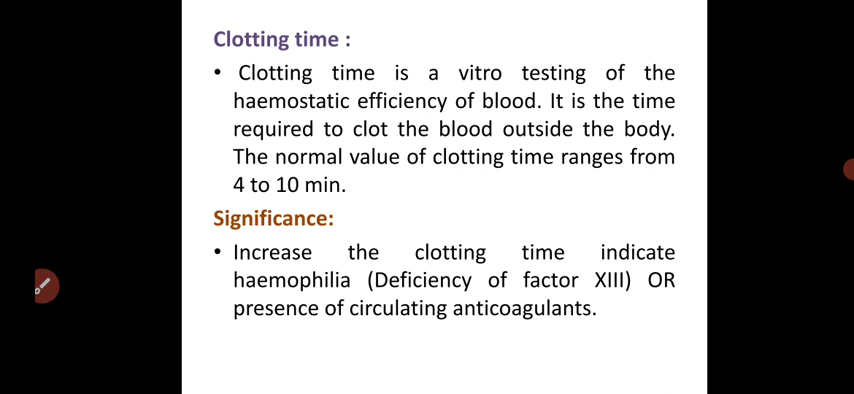 Clotting time :
• Clotting time is a vitro testing of the
haemostatic efficiency of blood. It is the time
required to clot the blood outside the body.
The normal value of clotting time ranges from
4 to 10 min.
Significance:
• Increase the clotting time indicate
haemophilia (Deficiency of factor XIII) OR
presence of circulating anticoagulants.